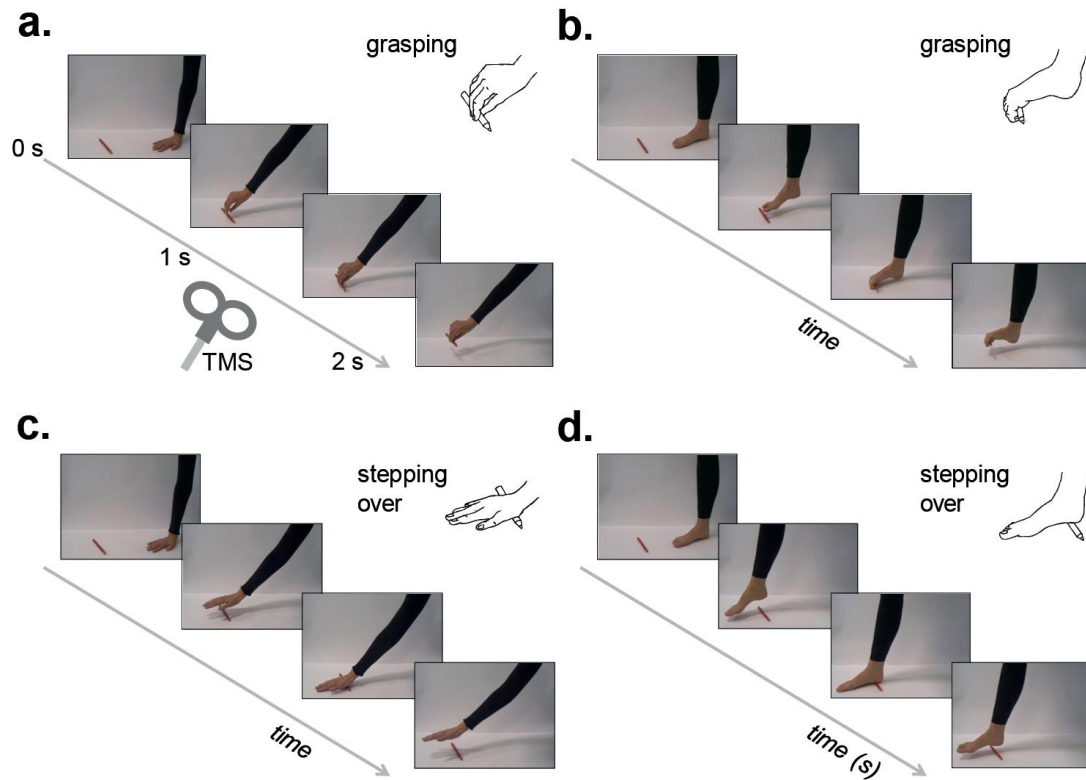 a.
grasping
0 s
1 s
TMS
2 s
b.
grasping
time
c.
stepping
over
time
d.
stepping
over
time (s)